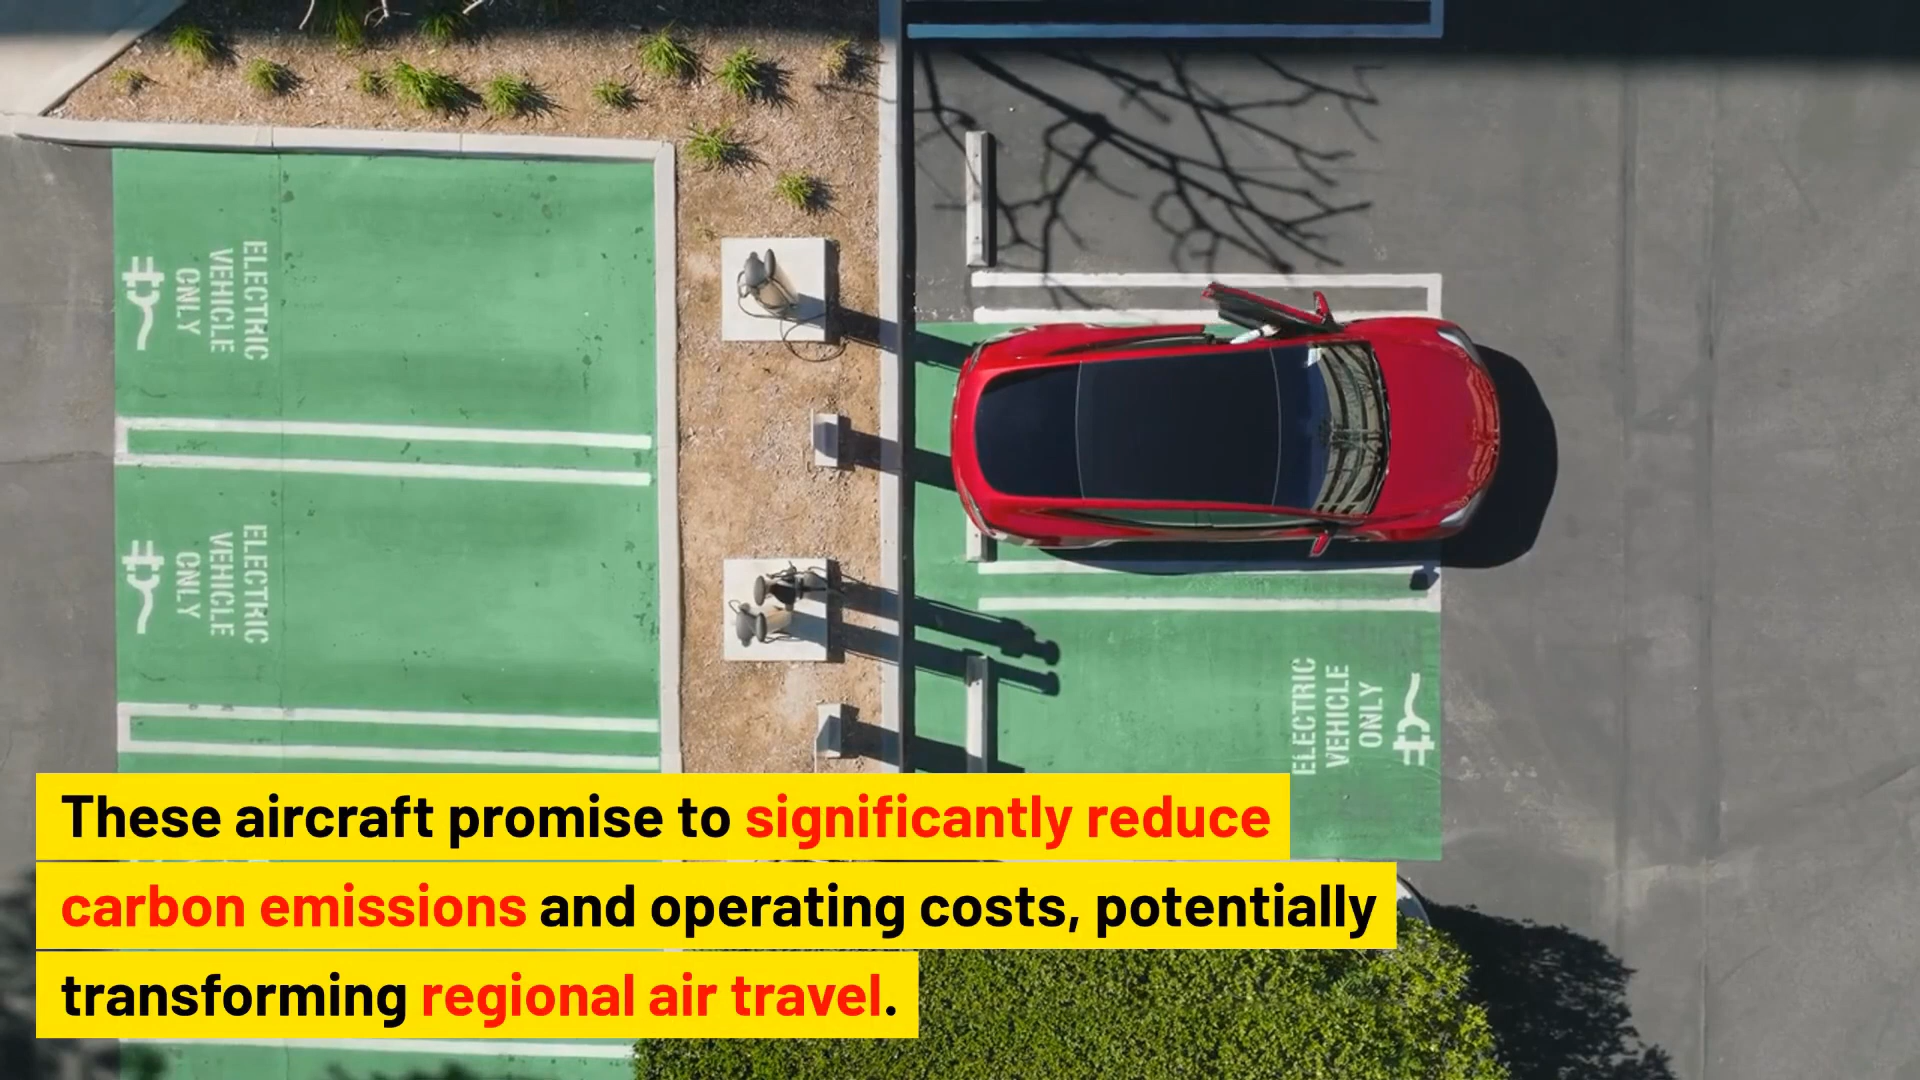 ELECTRIC
VEHICLE
ONLY
ELECTRIC
VEHICLE
ONLY
ELECTRIC
VEHICLE
ONLY
These aircraft promise to significantly reduce
carbon emissions and operating costs, potentially
transforming regional air travel.